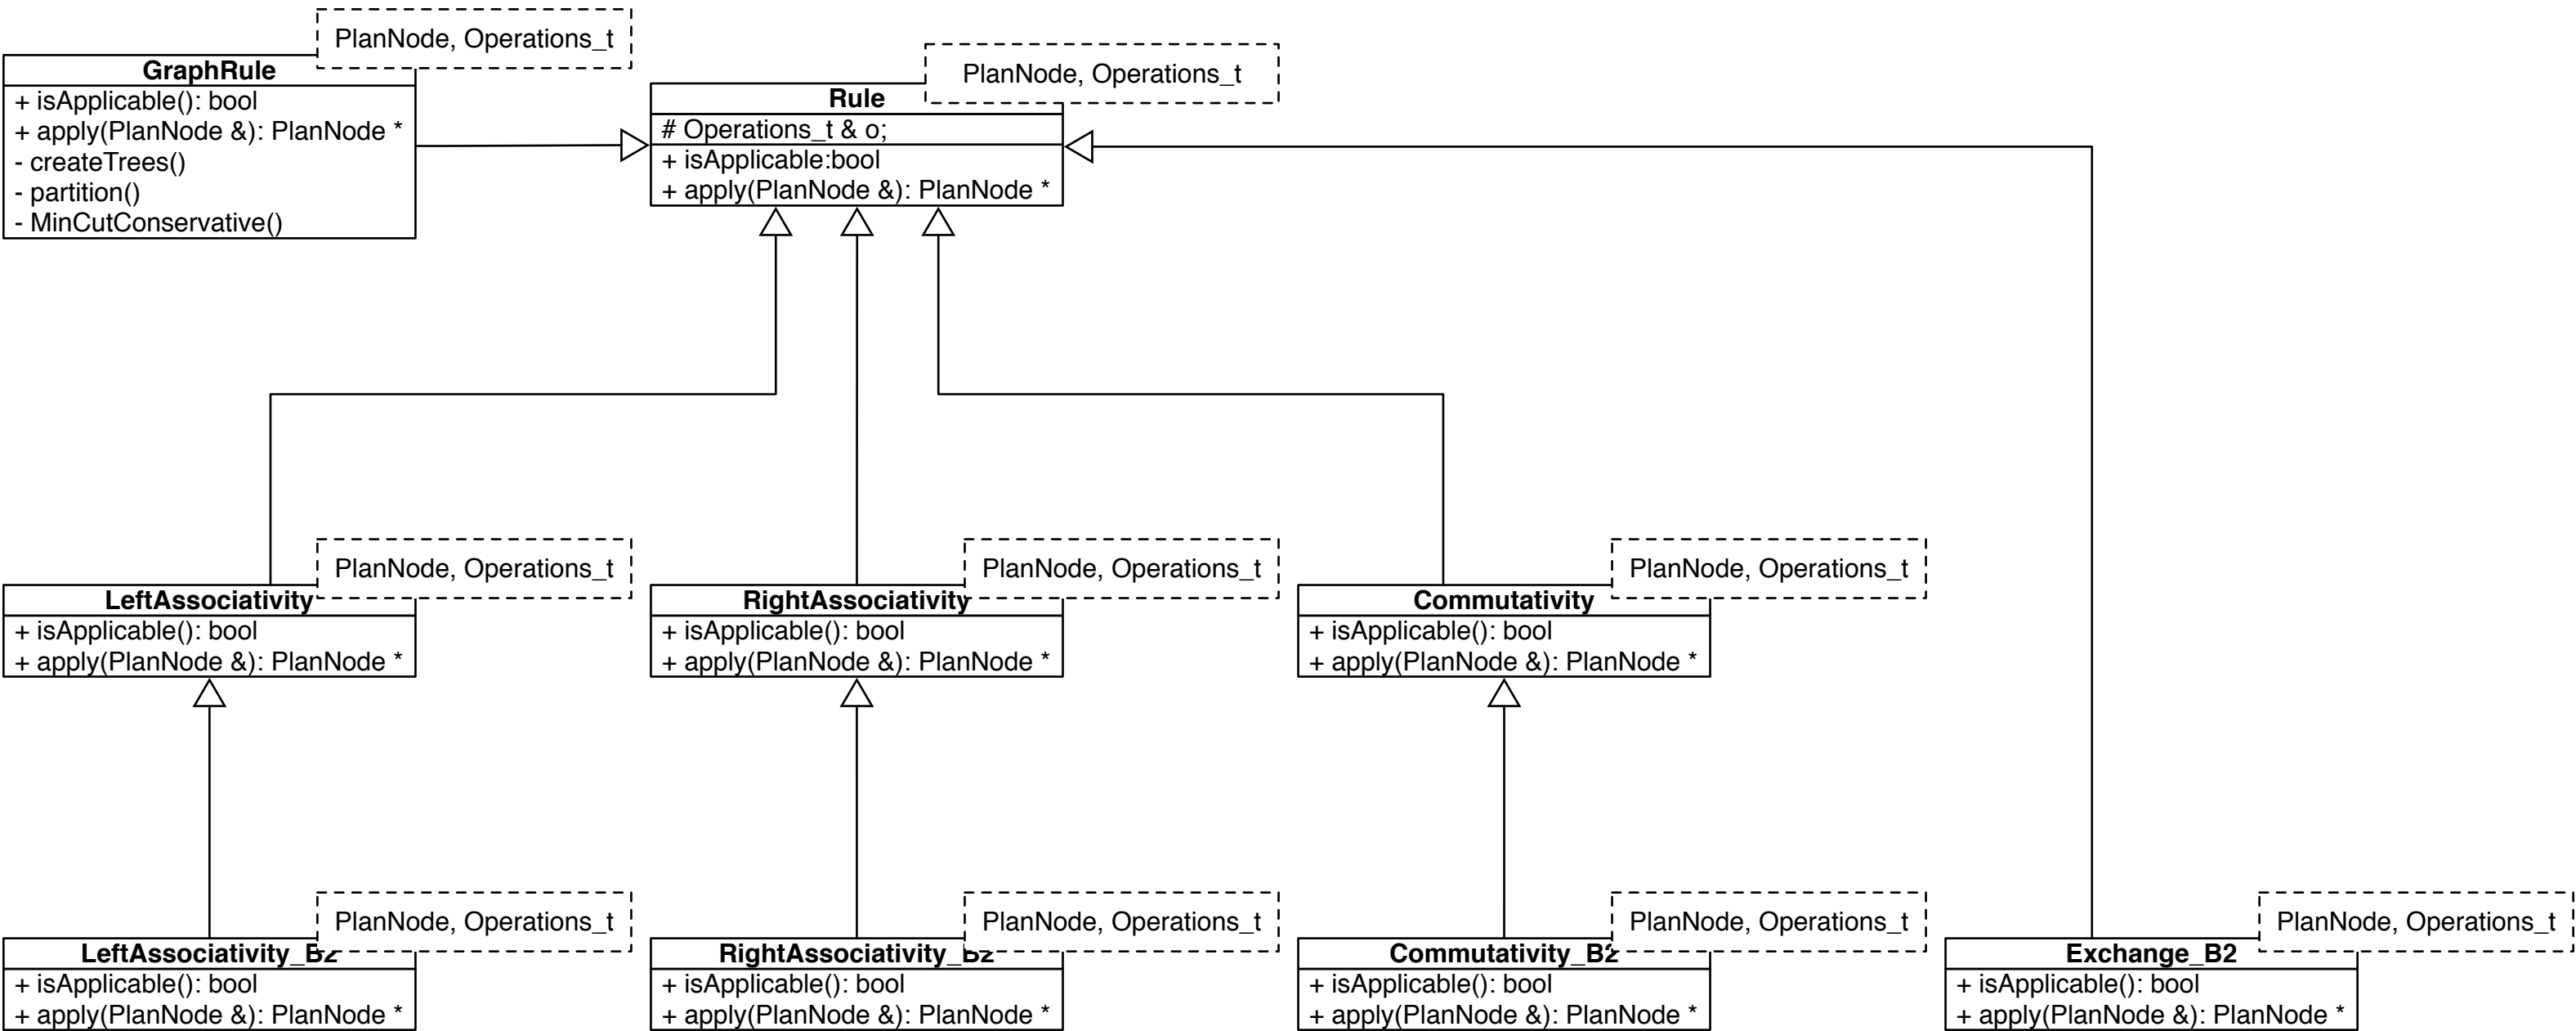 PlanNode, Operations_t
GraphRule
+ isApplicable(): bool
+ apply(PlanNode &): PlanNode *
- createTrees()
- partition()
- MinCutConservative()
PlanNode, Operations_t
Rule
# Operations_t & o;
+ isApplicable:bool
+ apply(PlanNode &): PlanNode *
PlanNode, Operations_t
LeftAssociativity
+ isApplicable(): bool
+ apply(PlanNode &): PlanNode *
PlanNode, Operations_t
RightAssociativity
+ isApplicable(): bool
+ apply(PlanNode &): PlanNode *
PlanNode, Operations_t
Commutativity
+ isApplicable(): bool
+ apply(PlanNode &): PlanNode *
PlanNode, Operations_t
LeftAssociativity_B2
+ isApplicable(): bool
+ apply(PlanNode &): PlanNode *
PlanNode, Operations_t
RightAssociativity_B2
+ isApplicable(): bool
+ apply(PlanNode &): PlanNode *
PlanNode, Operations_t
Commutativity_B2
+ isApplicable(): bool
+ apply(PlanNode &): PlanNode *
PlanNode, Operations_t
Exchange_B2
+ isApplicable(): bool
+ apply(PlanNode &): PlanNode *